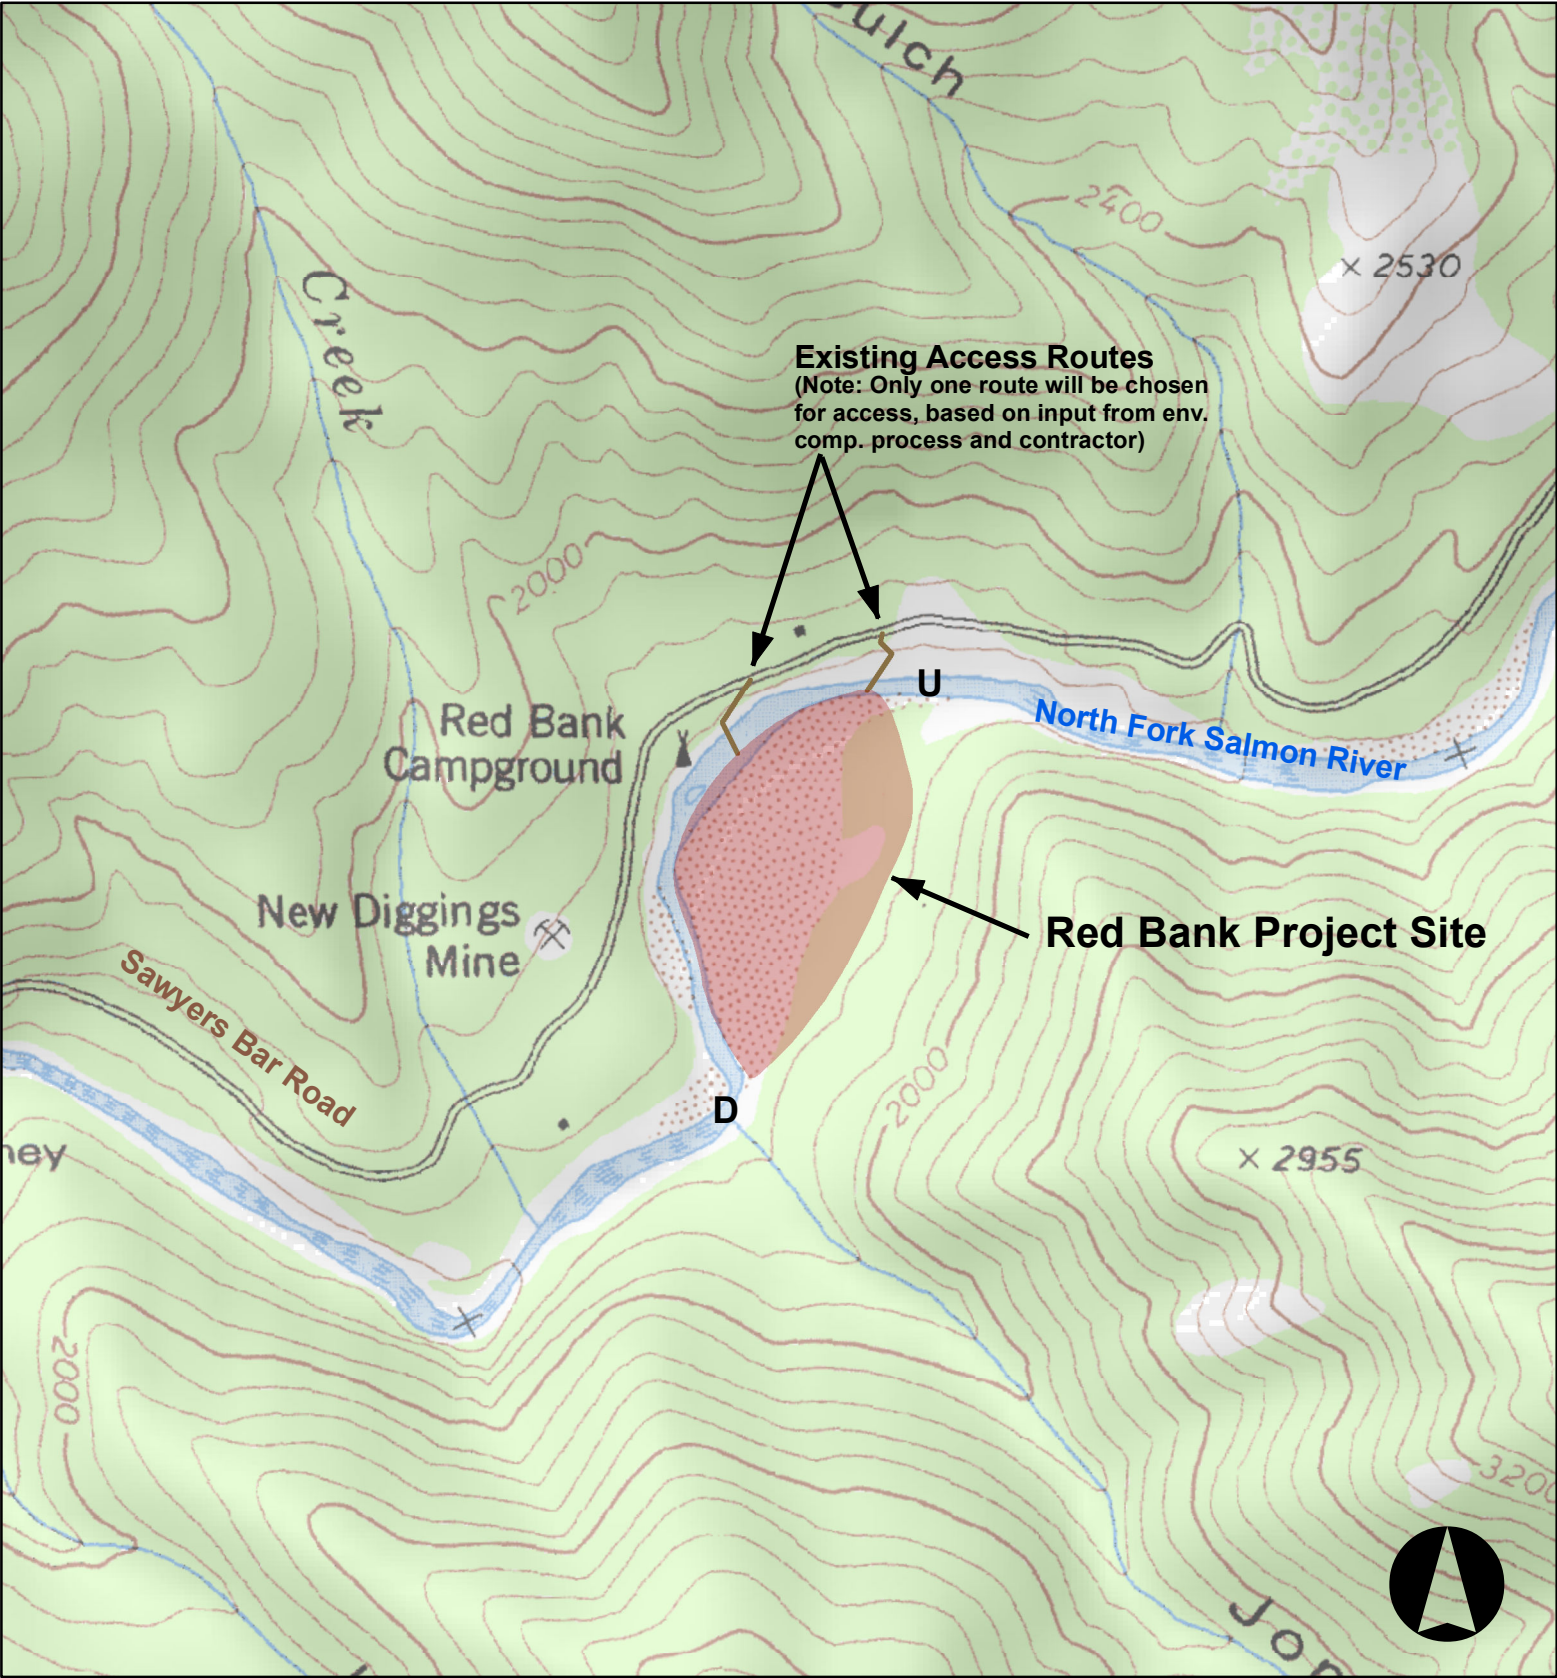 ulch
2400
× 2530
Creek
Existing Access Routes
(Note: Only one route will be chosen
for access, based on input from env.
comp. process and contractor)
2000
U
Red Bank
Campground
North Fork Salmon River
New Diggings
Mine
Red Bank Project Site
Sawyers Bar Road
2000
D
ney
× 2955
2000
3200
Jon